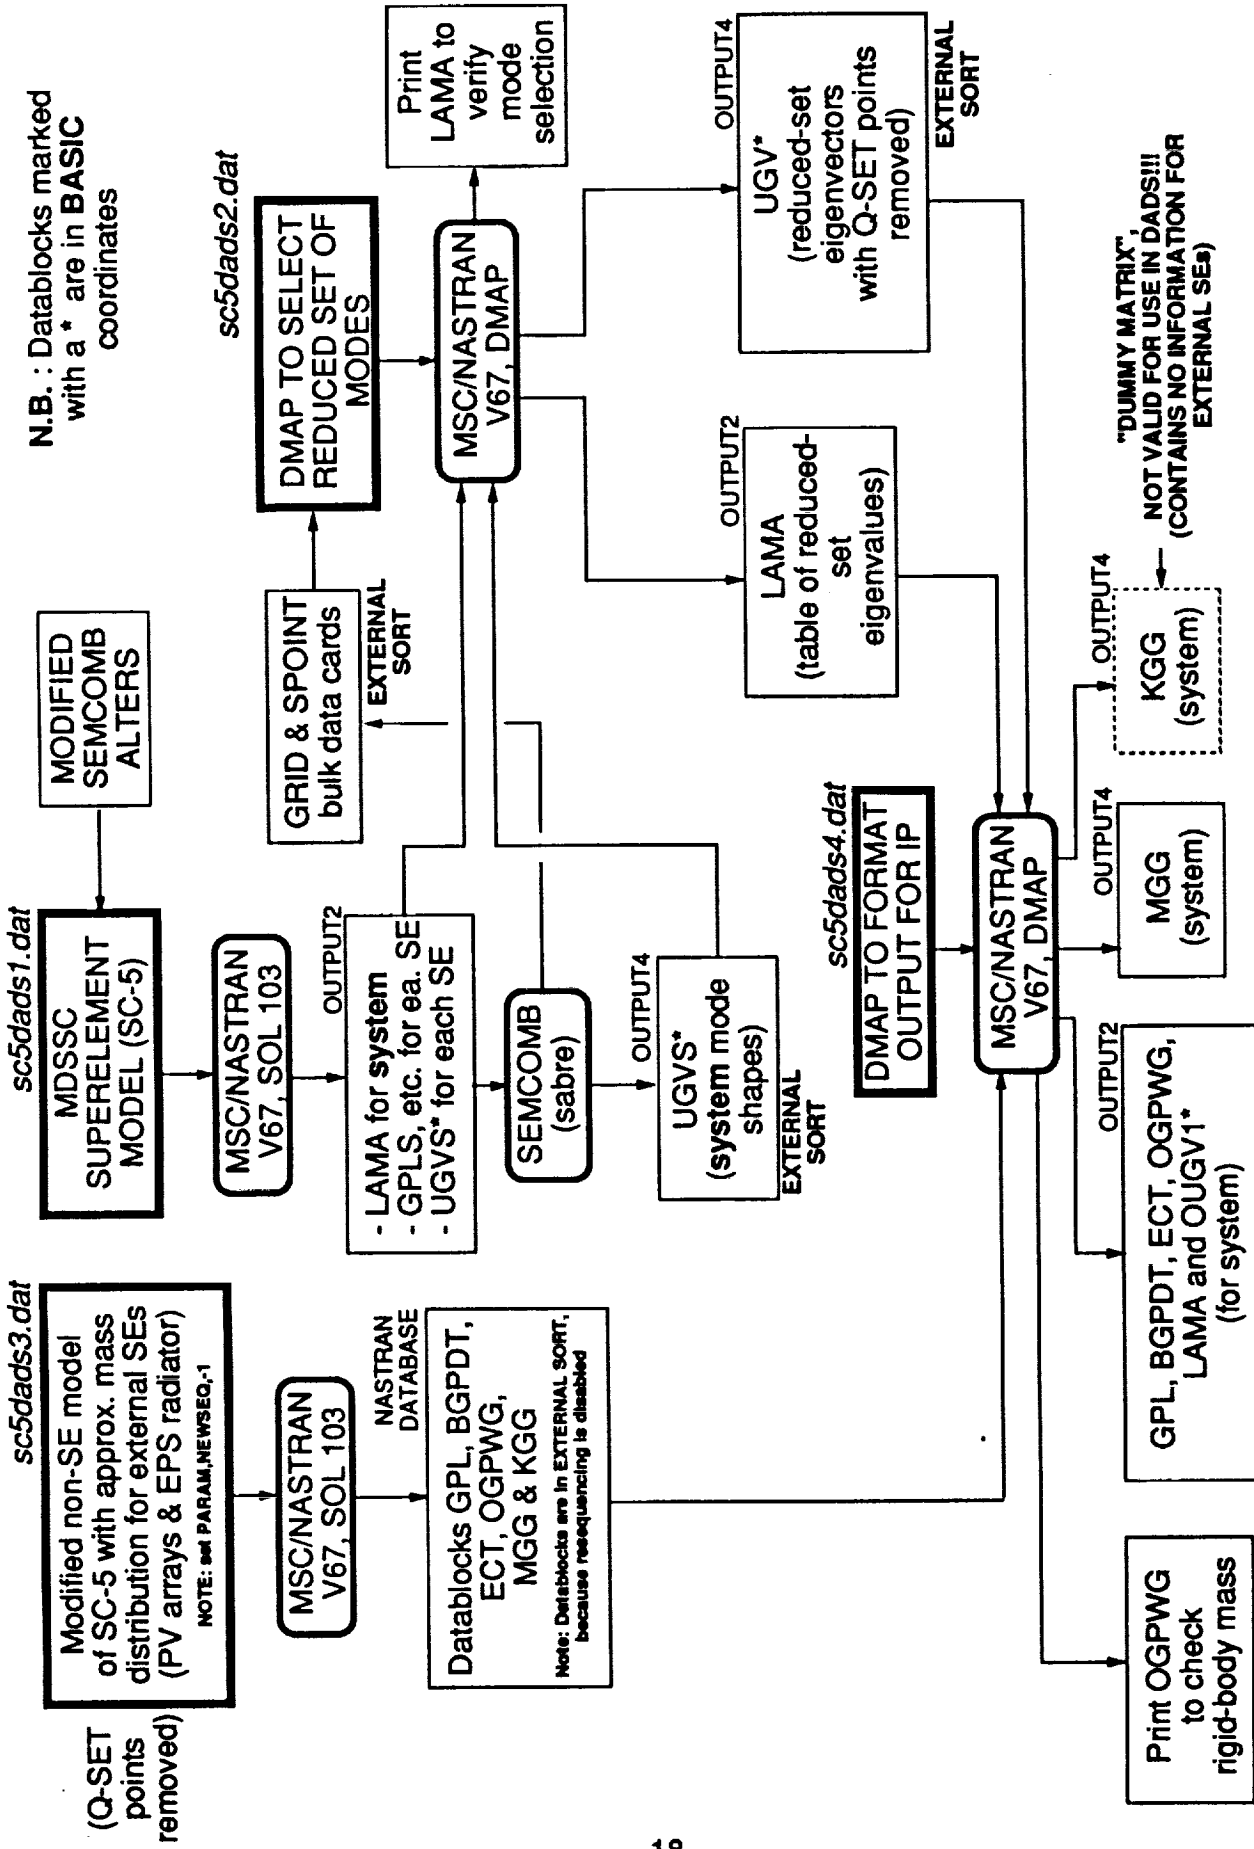 (Q-SET
points
removed)
sc5dads3.dat
Modified non-SE model
of SC-5 with approx. mass
distribution for external SEs
(PV arrays & EPS radiator)
NOTE: set PARAM,NEWSEQ,-1
MSC/NASTRAN
V67, SOL 103
NASTRAN
DATABASE
Datablocks GPL, BGPDT,
ECT, OGPWG,
MGG & KGG
Note: Datablocks are in EXTERNAL SORT,
because resequencing is disabled
sc5dads1.dat
MDSSC
SUPERELEMENT
MODEL (SC-5)
MODIFIED
SEMCOMB
ALTERS
MSC/NASTRAN
V67, SOL 103
OUTPUT2
- LAMA for system
- GPLS, etc. for ea. SE
- UGVS* for each SE
SEMCOMB
(sabre)
OUTPUT4
UGVS*
(system mode
shapes)
EXTERNAL
SORT
GRID & SPOINT
bulk data cards
EXTERNAL
SORT
N.B. : Datablocks marked
with a * are in BASIC
coordinates
sc5dads2.dat
DMAP TO SELECT
REDUCED SET OF
MODES
MSC/NASTRAN
V67, DMAP
Print
LAMA to
verify
mode
selection
OUTPUT2
LAMA
(table of reduced-
set
eigenvalues)
OUTPUT4
UGV*
(reduced-set
eigenvectors
with Q-SET points
removed)
EXTERNAL
SORT
sc5dads4.dat
DMAP TO FORMAT
OUTPUT FOR IP
MSC/NASTRAN
V67, DMAP
Print OGPWG
to check
rigid-body mass
OUTPUT2
GPL, BGPDT, ECT, OGPWG,
LAMA and OUGV1*
(for system)
OUTPUT4
MGG
(system)
OUTPUT4
KGG
(system)
"DUMMY MATRIX",
NOT VALID FOR USE IN DADS!!!
(CONTAINS NO INFORMATION FOR
EXTERNAL SEs)